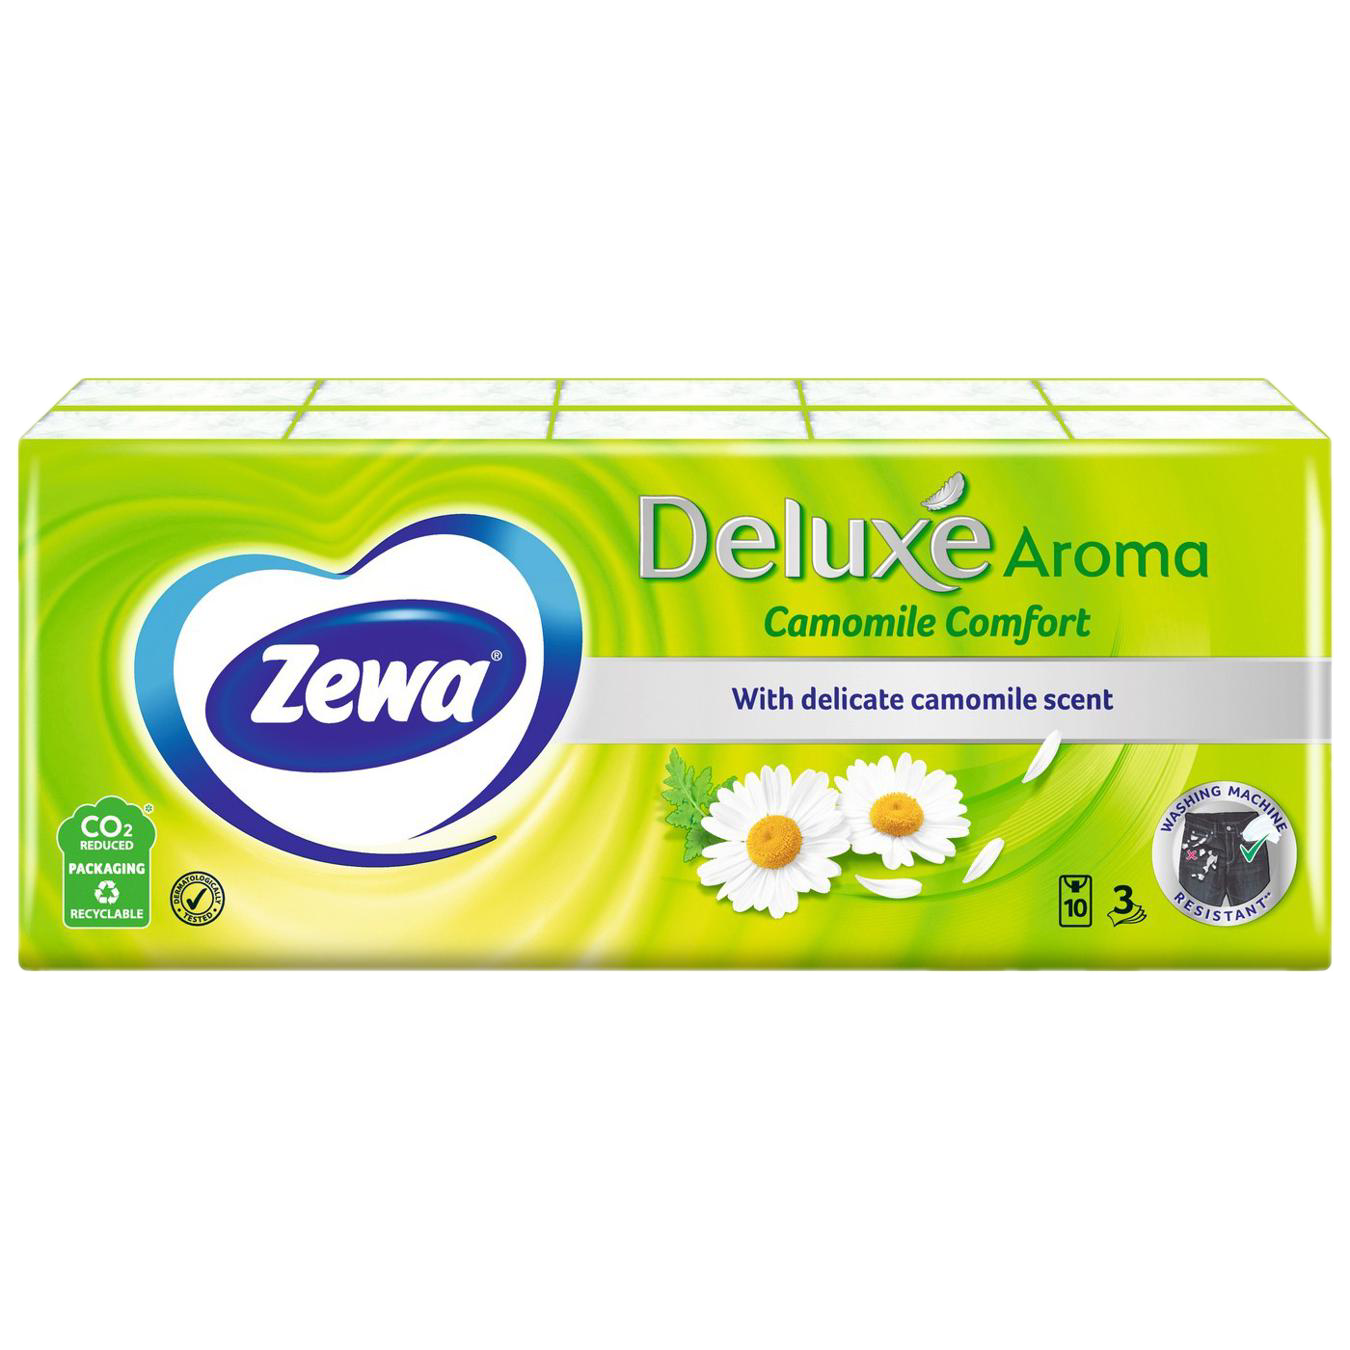 Deluxé Aroma
Camomile Comfort
Zewa®
With delicate camomile scent
CO2*
REDUCED
PACKAGING
RECYCLABLE
DERMATOLOGICALLY
TESTED
10
3
WASHING MACHINE
RESISTANT**